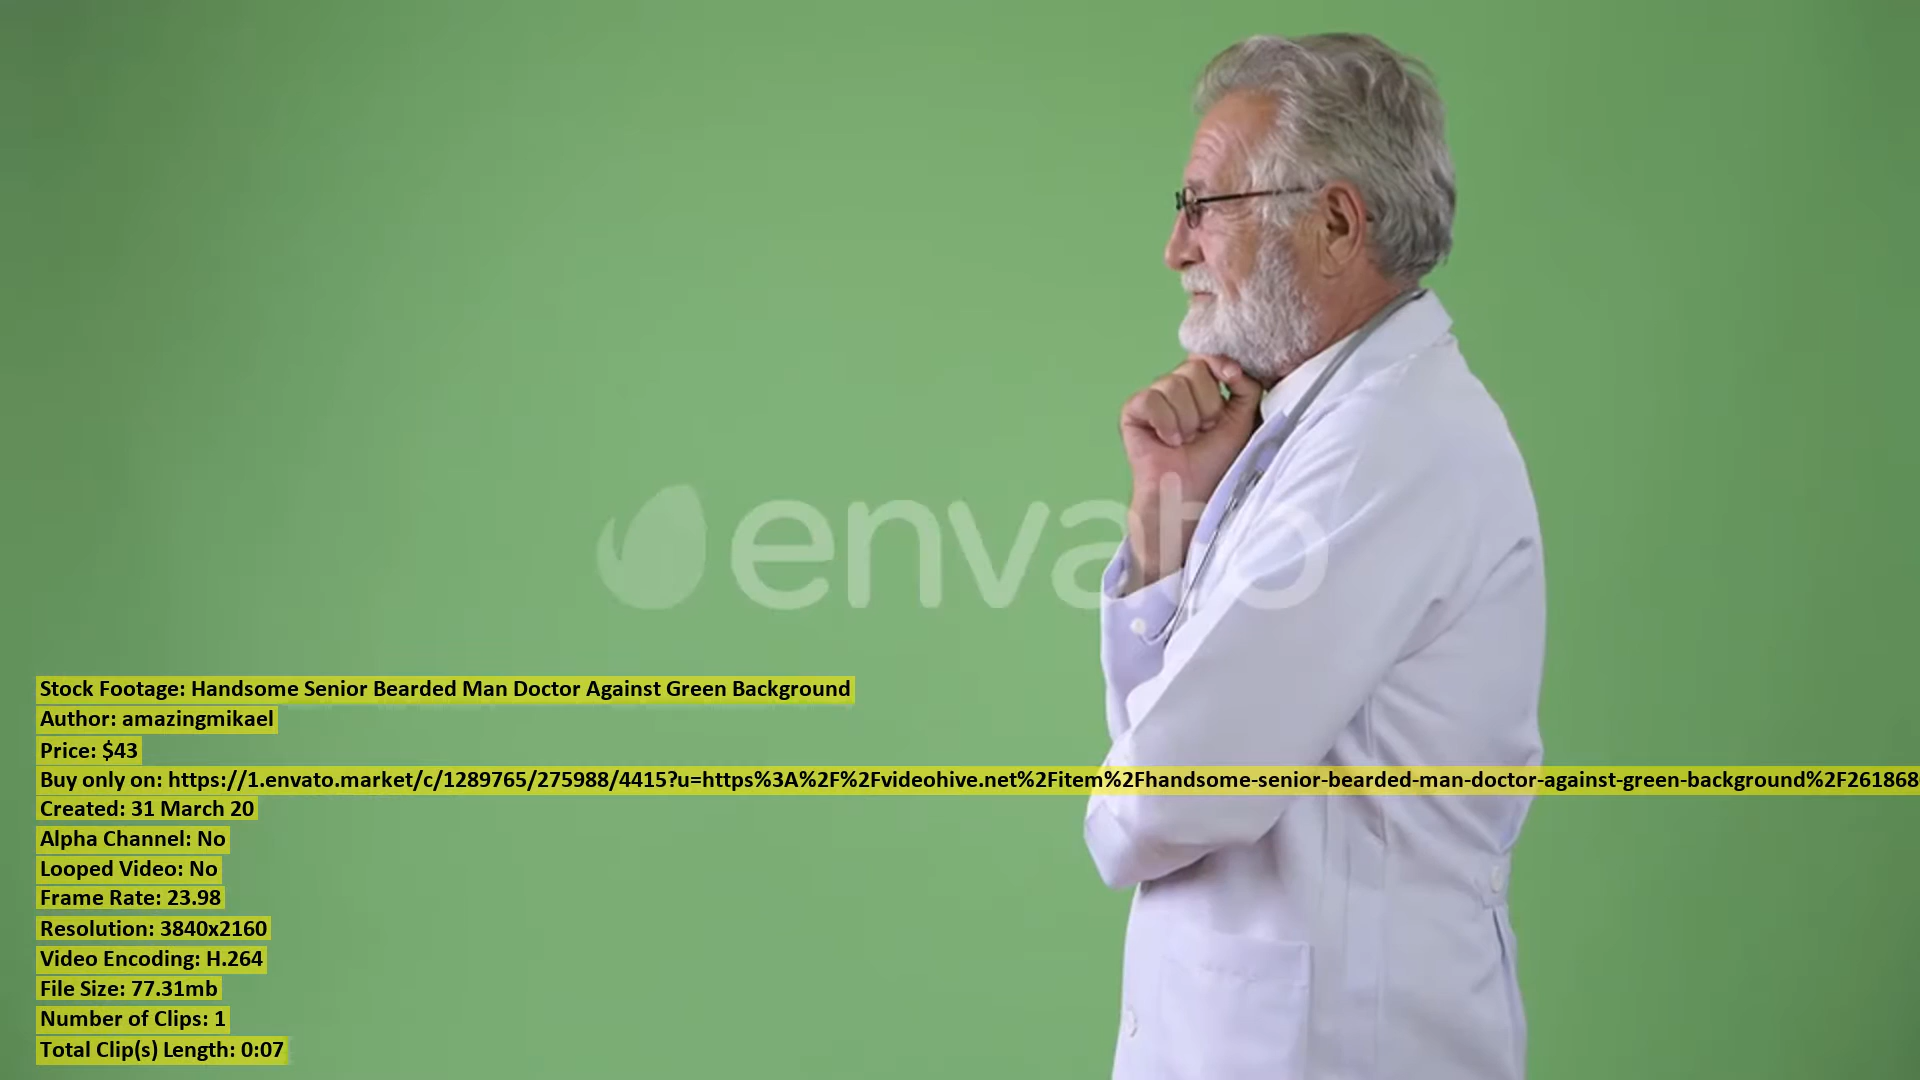 envato
Stock Footage: Handsome Senior Bearded Man Doctor Against Green Background
Author: amazingmikael
Price: $43
Buy only on: https://1.envato.market/c/1289765/275988/4415?u=https%3A%2F%2Fvideohive.net%2Fitem%2Fhandsome-senior-bearded-man-doctor-against-green-background%2F261868
Created: 31 March 20
Alpha Channel: No
Looped Video: No
Frame Rate: 23.98
Resolution: 3840x2160
Video Encoding: H.264
File Size: 77.31mb
Number of Clips: 1
Total Clip(s) Length: 0:07